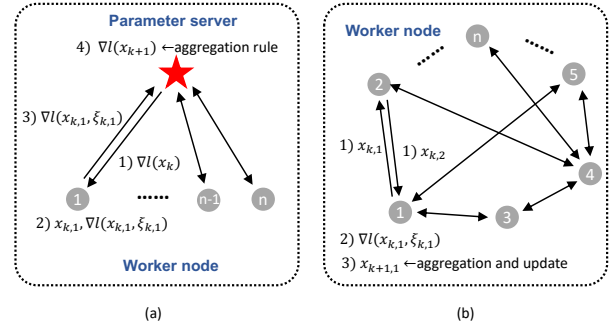 Parameter server
4) ∇l(x_{k+1}) ←aggregation rule
3) ∇l(x_{k,1}, ξ_{k,1})
1) ∇l(x_k)
1 ...... n-1 n
2) x_{k,1}, ∇l(x_{k,1}, ξ_{k,1})
Worker node
(a)
Worker node
n
2
5
1) x_{k,1}
1) x_{k,2}
4
1
3
2) ∇l(x_{k,1}, ξ_{k,1})
3) x_{k+1,1} ←aggregation and update
(b)